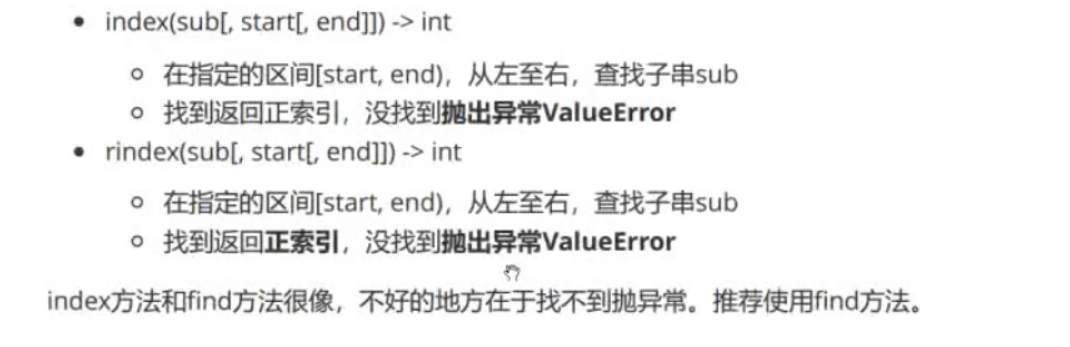 index(sub[, start[, end]]) -> int
在指定的区间[start, end)，从左至右，查找子串sub
找到返回正索引，没找到抛出异常ValueError
rindex(sub[, start[, end]]) -> int
在指定的区间[start, end)，从左至右，查找子串sub
找到返回正索引，没找到抛出异常ValueError
index方法和find方法很像，不好的地方在于找不到抛异常。推荐使用find方法。